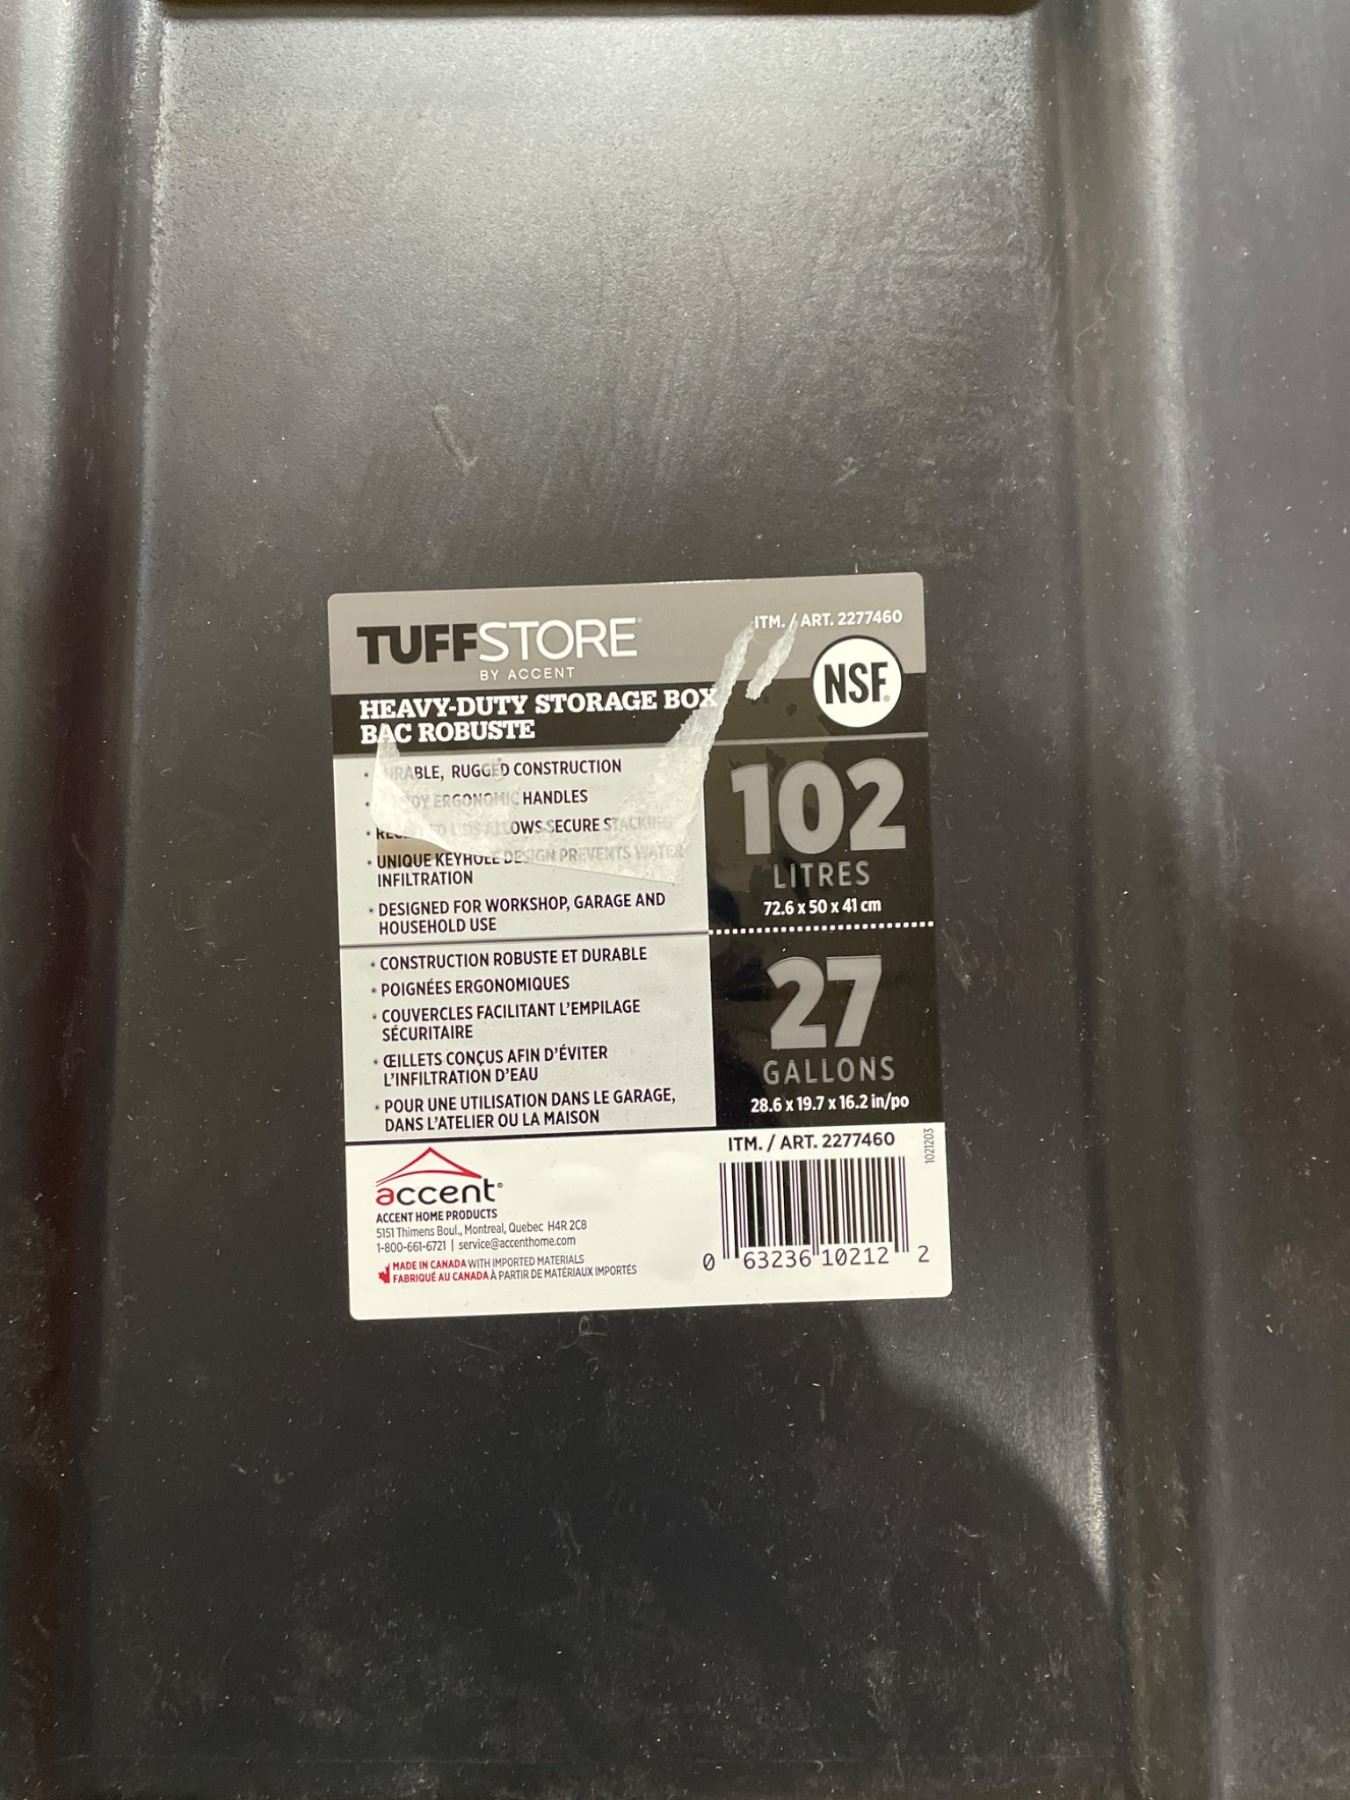 TUFFSTORE
BY ACCENT
ITM. / ART. 2277460
NSF®
HEAVY-DUTY STORAGE BOX
BAC ROBUSTE
• CONSTRUCTION
• ERGONOMIC HANDLES
• SECURE STACKING
• UNIQUE KEYHOLE DESIGN PREVENTS WATER
INFILTRATION
• DESIGNED FOR WORKSHOP, GARAGE AND
HOUSEHOLD USE
• CONSTRUCTION ROBUSTE ET DURABLE
• POIGNÉES ERGONOMIQUES
• COUVERCLES FACILITANT L'EMPILAGE
SÉCURITAIRE
• ŒILLETS CONÇUS AFIN D'ÉVITER
L'INFILTRATION D'EAU
• POUR UNE UTILISATION DANS LE GARAGE,
DANS L'ATELIER OU LA MAISON
102
LITRES
72.6 x 50 x 41 cm
27
GALLONS
28.6 x 19.7 x 16.2 in/po
accent®
ACCENT HOME PRODUCTS
5151 Thimens Boul., Montreal, Quebec H4R 2C8
1-800-661-6721 | service@accenthome.com
MADE IN CANADA WITH IMPORTED MATERIALS
FABRIQUÉ AU CANADA À PARTIR DE MATÉRIAUX IMPORTÉS
ITM. / ART. 2277460
1021203
0 63236 10212 2